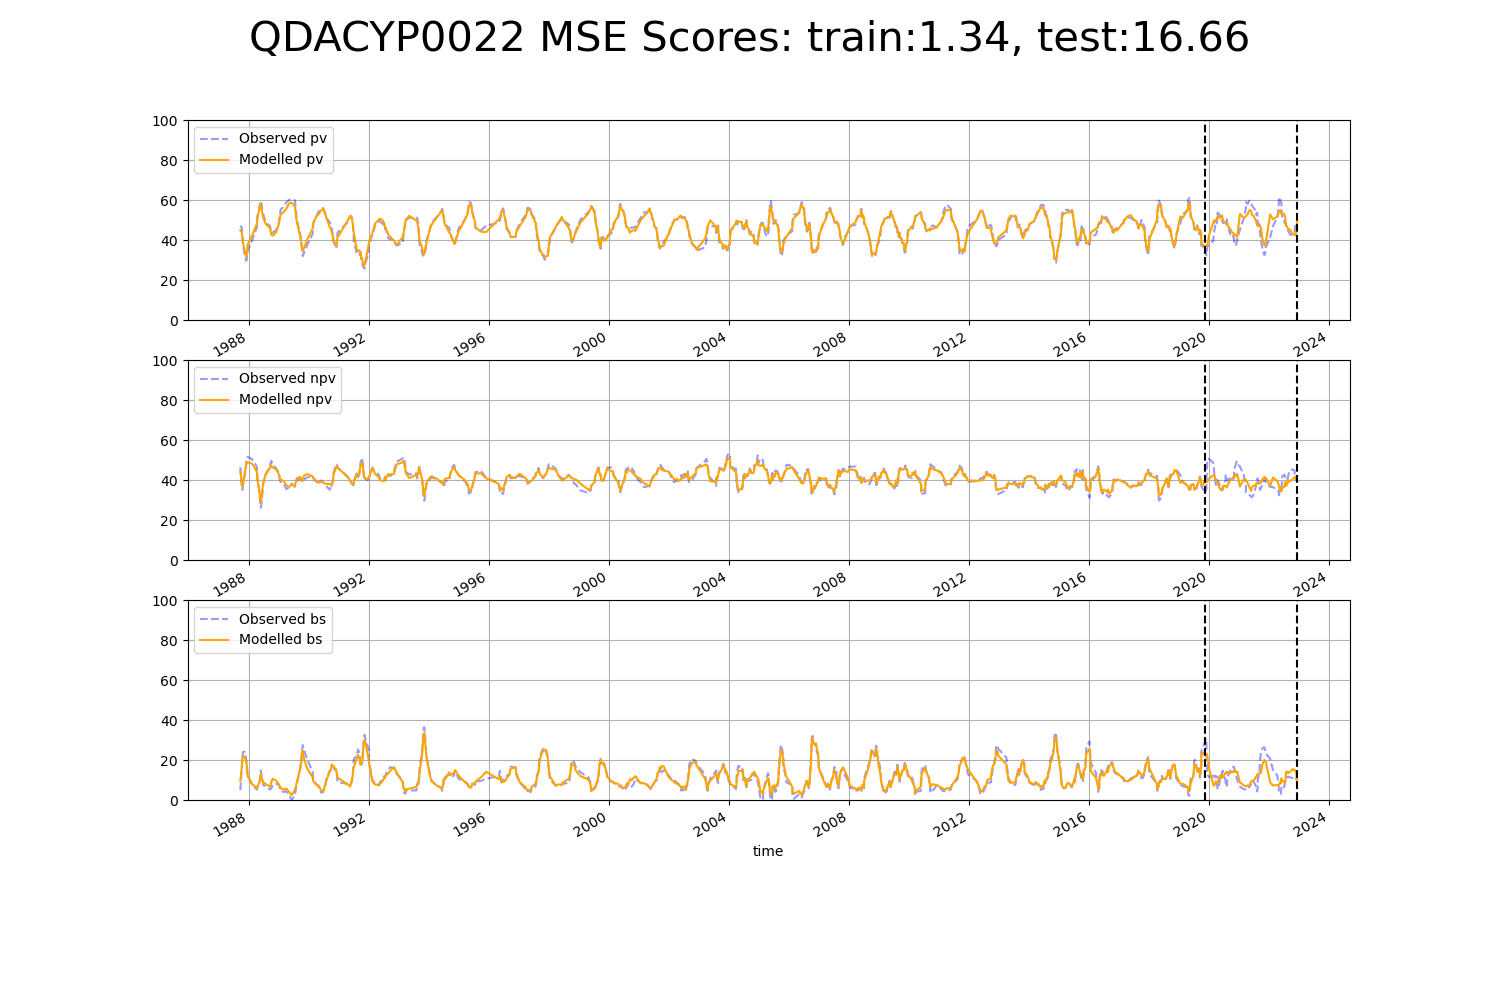 QDACYP0022 MSE Scores: train:1.34, test:16.66
100
80
60
40
20
0
Observed pv
Modelled pv
1988 1992 1996 2000 2004 2008 2012 2016 2020 2024
100
80
60
40
20
0
Observed npv
Modelled npv
1988 1992 1996 2000 2004 2008 2012 2016 2020 2024
100
80
60
40
20
0
Observed bs
Modelled bs
1988 1992 1996 2000 2004 2008 2012 2016 2020 2024
time